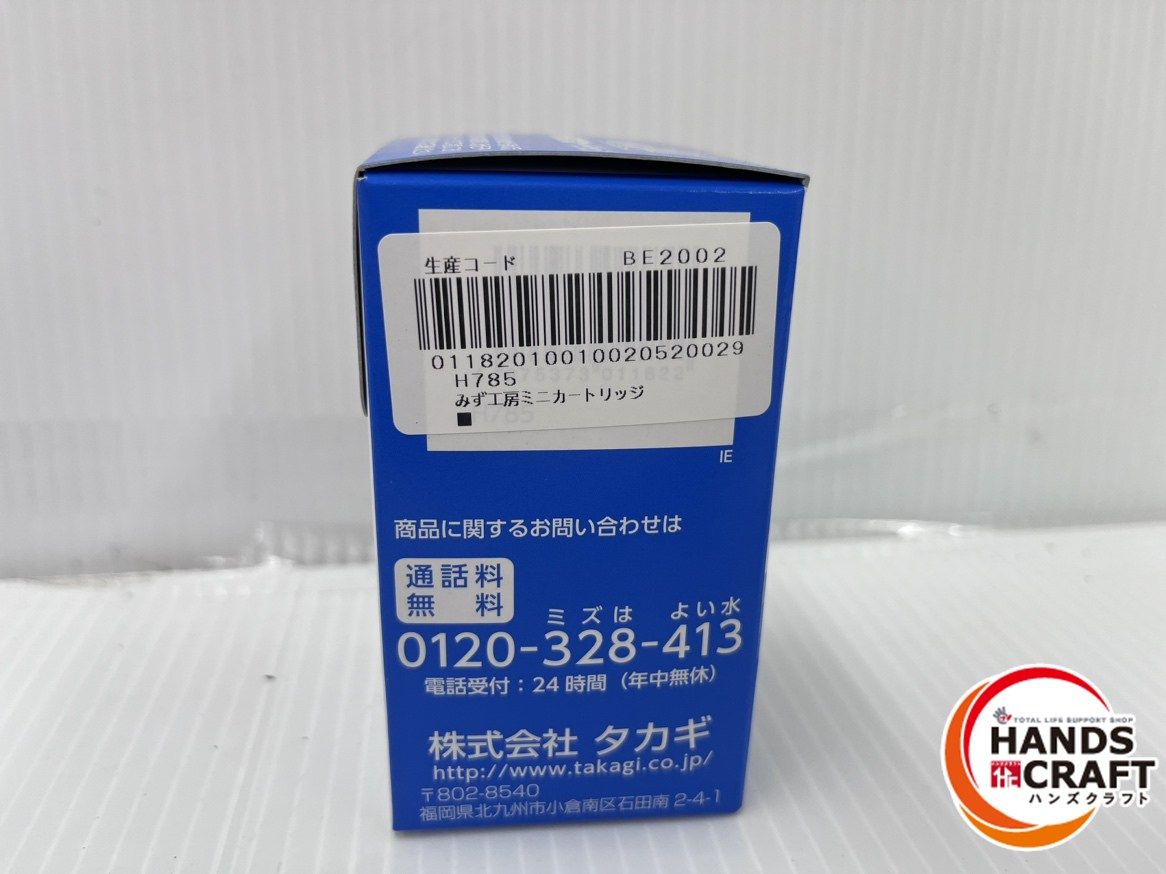 生産コード BE2002
01182010010020520029
H785
みず工房ミニカートリッジ
■
IE
商品に関するお問い合わせは
通話料
無料
ミズは よい水
0120-328-413
電話受付：24時間（年中無休）
株式会社 タカギ
http://www.takagi.co.jp/
〒802-8540
福岡県北九州市小倉南区石田南2-4-1
TOTAL LIFE SUPPORT SHOP
HANDS
CRAFT
ハンズクラフト